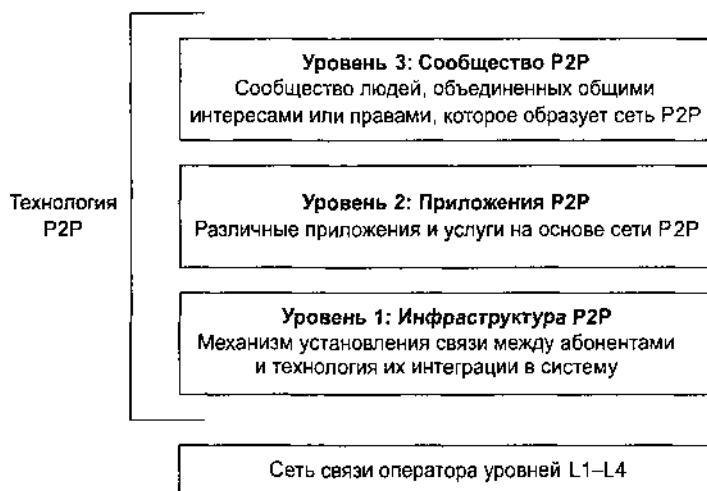 Уровень 3: Сообщество P2P
Сообщество людей, объединенных общими
интересами или правами, которое образует сеть P2P
Технология
P2P
Уровень 2: Приложения P2P
Различные приложения и услуги на основе сети P2P
Уровень 1: Инфраструктура P2P
Механизм установления связи между абонентами
и технология их интеграции в систему
Сеть связи оператора уровней L1–L4